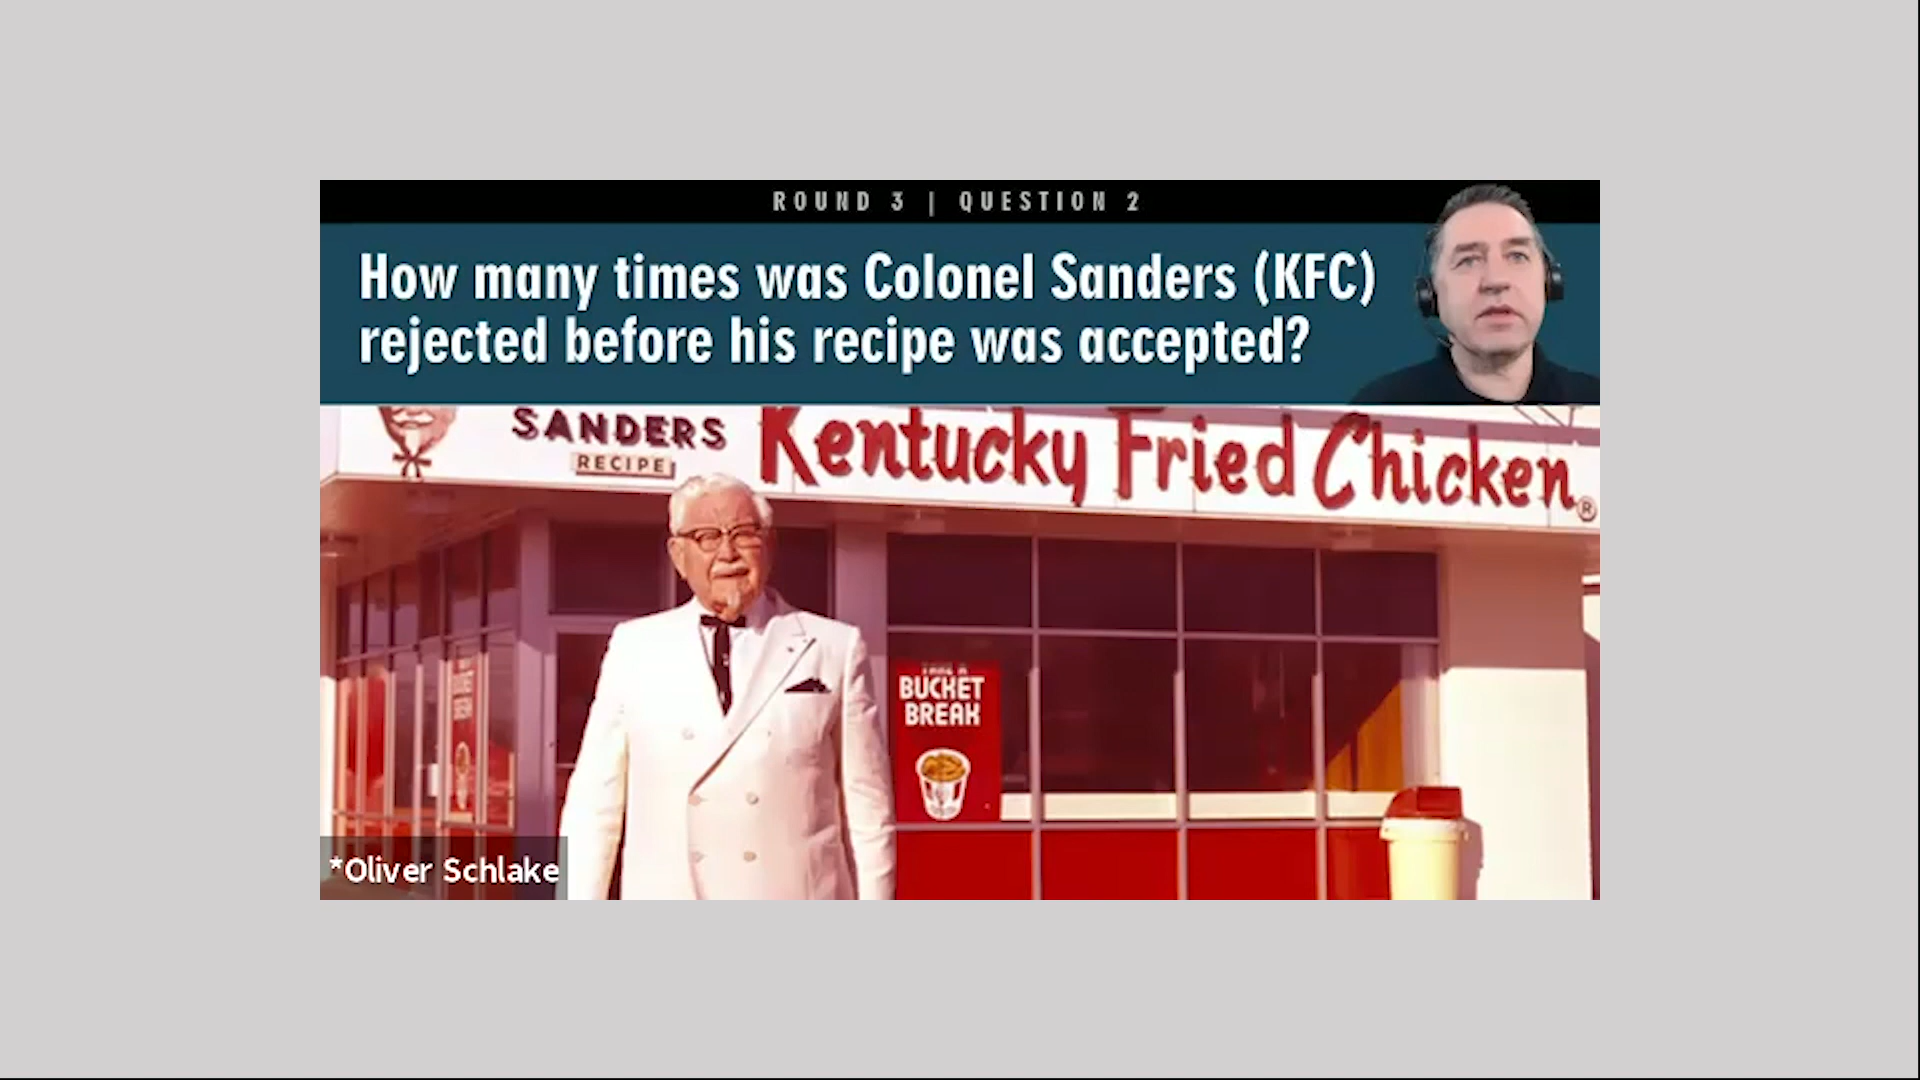 ROUND 3 | QUESTION 2
How many times was Colonel Sanders (KFC)
rejected before his recipe was accepted?
SANDERS
RECIPE
Kentucky Fried Chicken®
TAKE A
BUCKET
BREAK
*Oliver Schlake